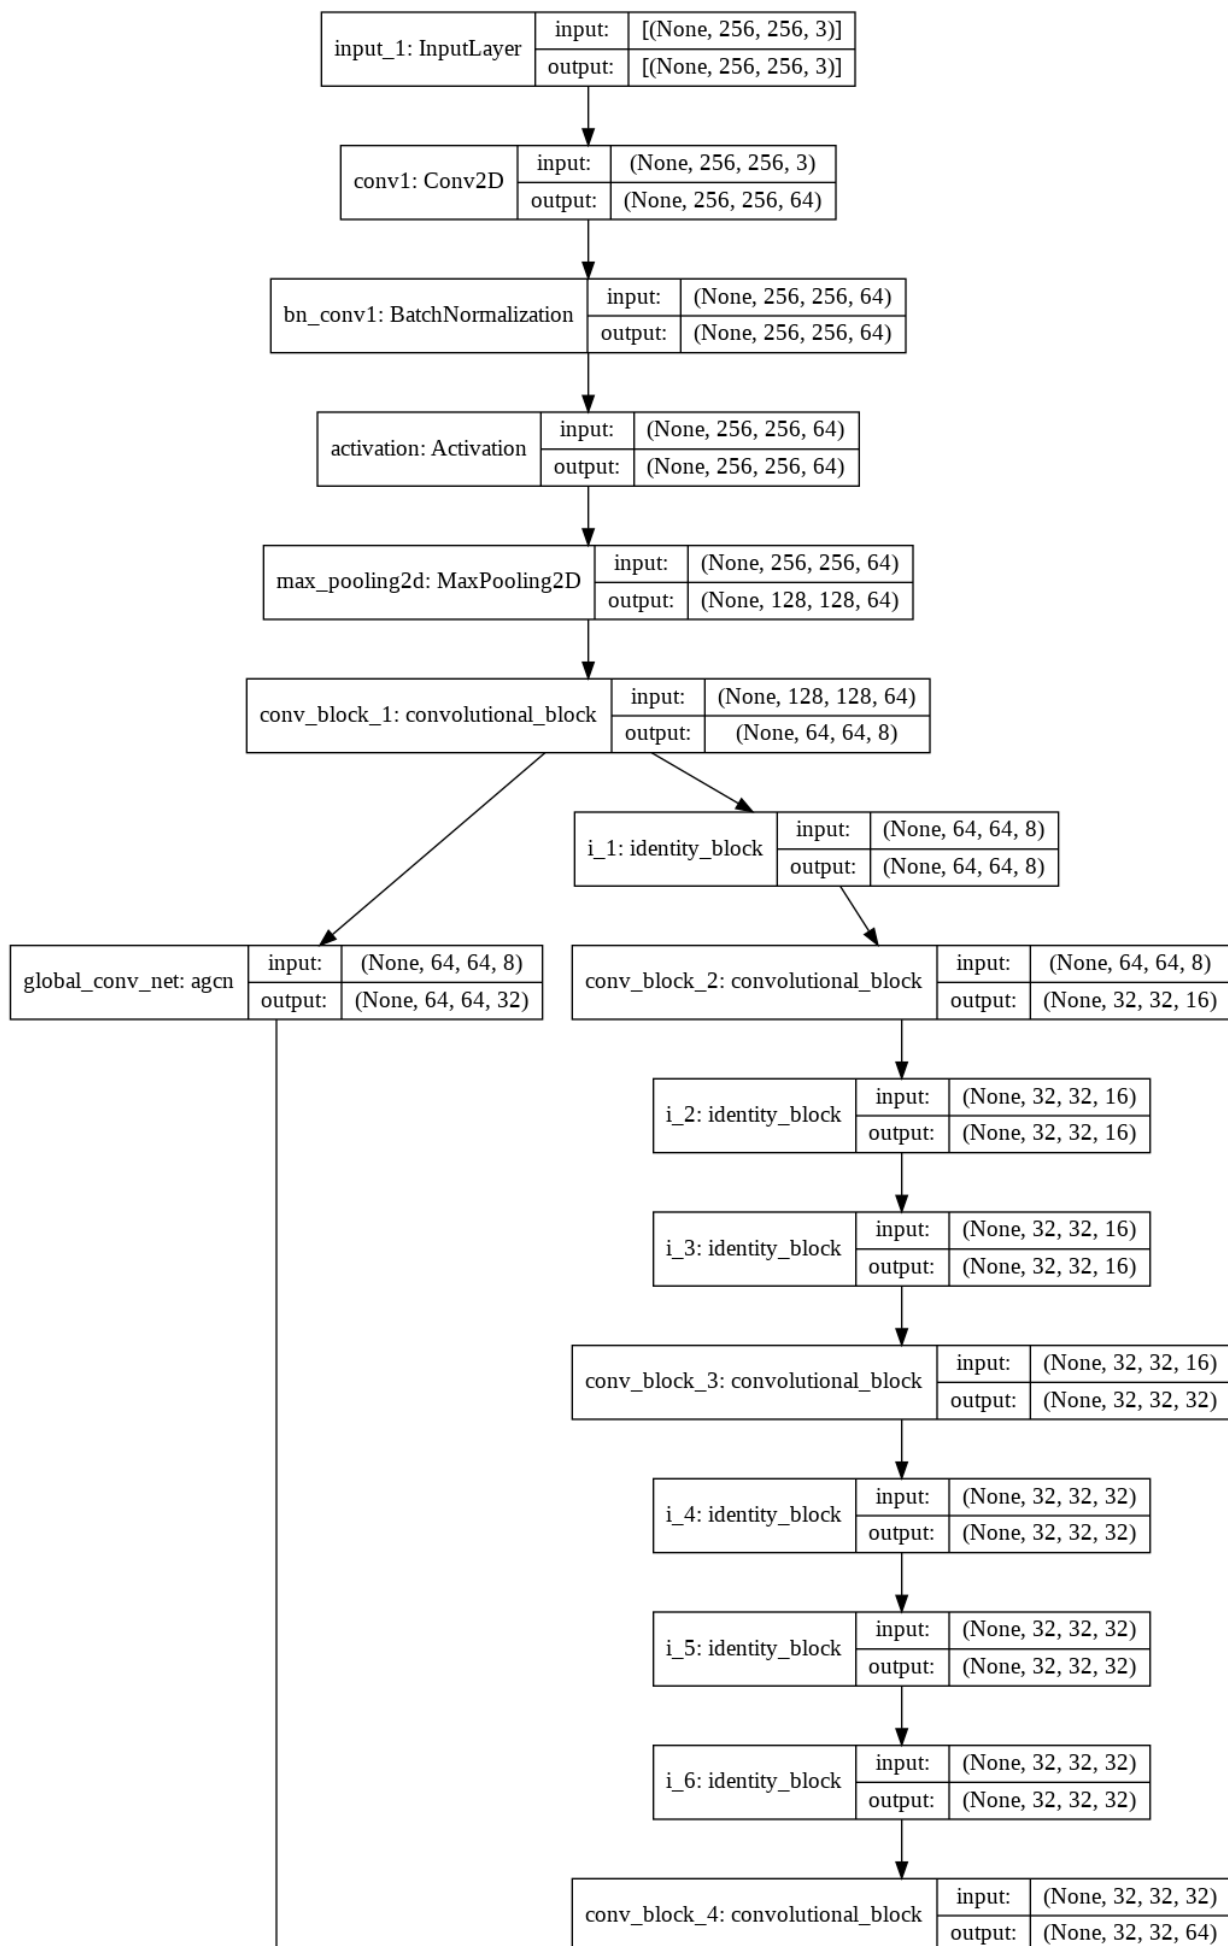 input_1: InputLayer
input: [(None, 256, 256, 3)]
output: [(None, 256, 256, 3)]
conv1: Conv2D
input: (None, 256, 256, 3)
output: (None, 256, 256, 64)
bn_conv1: BatchNormalization
input: (None, 256, 256, 64)
output: (None, 256, 256, 64)
activation: Activation
input: (None, 256, 256, 64)
output: (None, 256, 256, 64)
max_pooling2d: MaxPooling2D
input: (None, 256, 256, 64)
output: (None, 128, 128, 64)
conv_block_1: convolutional_block
input: (None, 128, 128, 64)
output: (None, 64, 64, 8)
i_1: identity_block
input: (None, 64, 64, 8)
output: (None, 64, 64, 8)
global_conv_net: agcn
input: (None, 64, 64, 8)
output: (None, 64, 64, 32)
conv_block_2: convolutional_block
input: (None, 64, 64, 8)
output: (None, 32, 32, 16)
i_2: identity_block
input: (None, 32, 32, 16)
output: (None, 32, 32, 16)
i_3: identity_block
input: (None, 32, 32, 16)
output: (None, 32, 32, 16)
conv_block_3: convolutional_block
input: (None, 32, 32, 16)
output: (None, 32, 32, 32)
i_4: identity_block
input: (None, 32, 32, 32)
output: (None, 32, 32, 32)
i_5: identity_block
input: (None, 32, 32, 32)
output: (None, 32, 32, 32)
i_6: identity_block
input: (None, 32, 32, 32)
output: (None, 32, 32, 32)
conv_block_4: convolutional_block
input: (None, 32, 32, 32)
output: (None, 32, 32, 64)